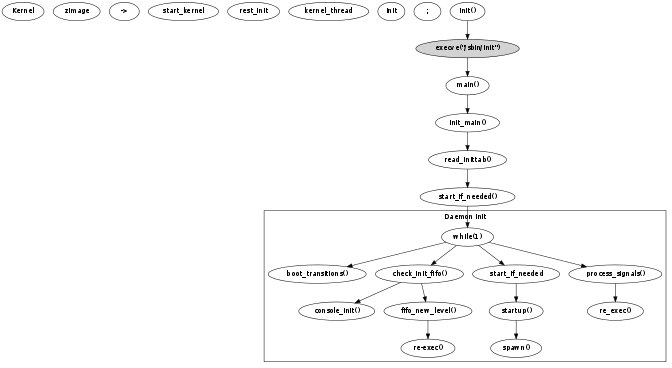 Kernel zImage -> start_kernel rest_init kernel_thread init ; init()
execve("/sbin/init")
main()
init_main()
read_inittab()
start_if_needed()
Daemon init
while(1)
boot_transitions() check_init_fifo() start_if_needed process_signals()
console_init() fifo_new_level() startup() re_exec()
re-exec() spawn()